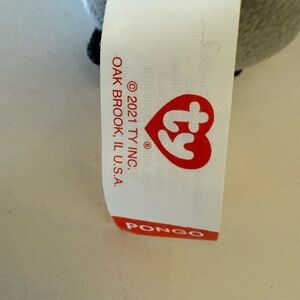 ty
®
© 2021 TY INC.
OAK BROOK, IL U.S.A.
PONGO